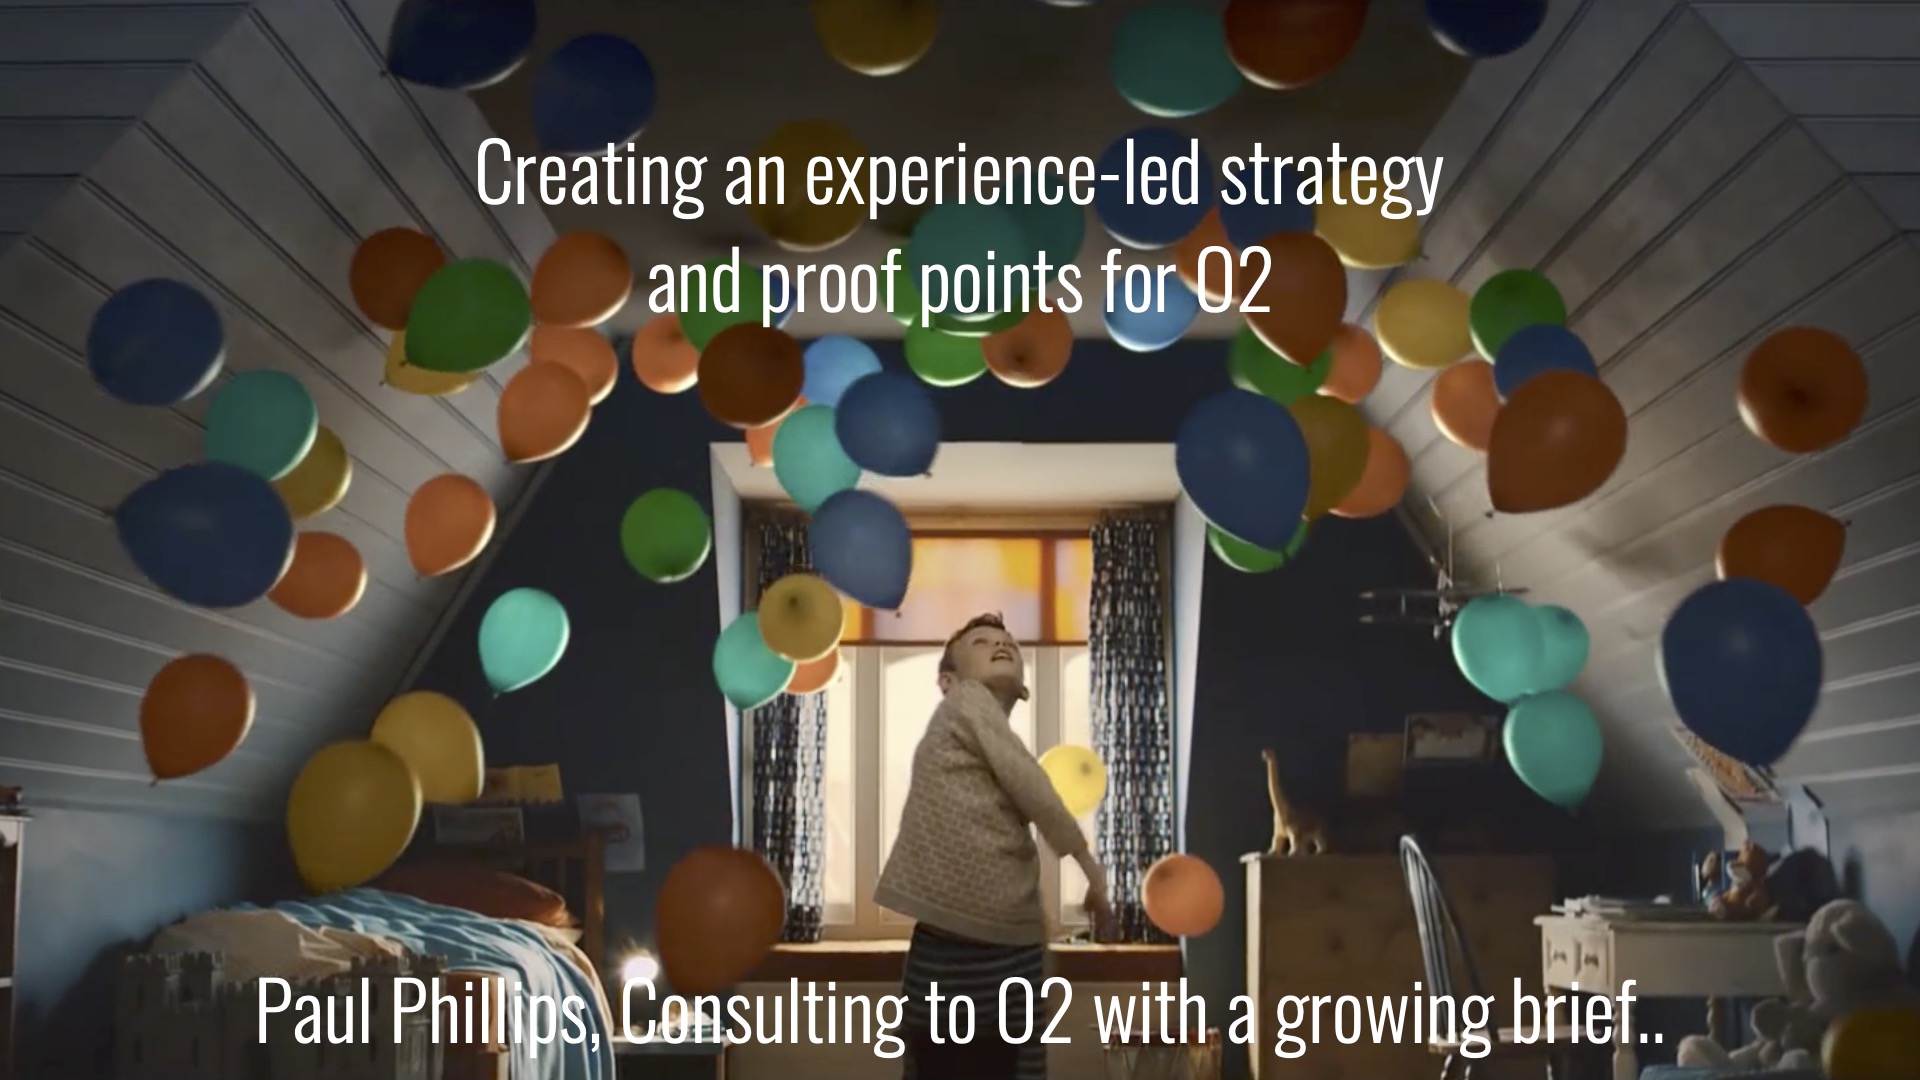 Creating an experience-led strategy
and proof points for O2
Paul Phillips, Consulting to O2 with a growing brief..